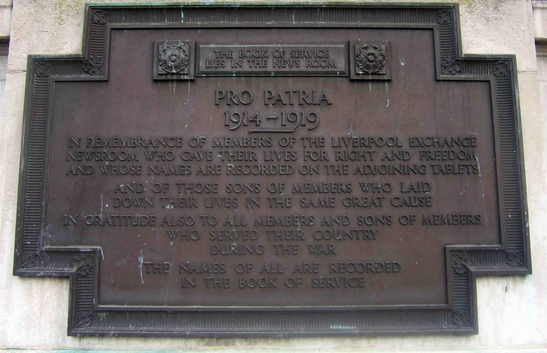 THE BOOK OF SERVICE
LIES IN THE NEWS ROOM
PRO PATRIA
1914-1919
IN REMEMBRANCE OF MEMBERS OF THE LIVERPOOL EXCHANGE
NEWSROOM WHO GAVE THEIR LIVES FOR RIGHT AND FREEDOM
AND WHOSE NAMES ARE RECORDED ON THE ADJOINING TABLETS
AND OF THOSE SONS OF MEMBERS WHO LAID
DOWN THEIR LIVES IN THE SAME GREAT CAUSE
IN GRATITUDE ALSO TO ALL MEMBERS AND SONS OF MEMBERS
WHO SERVED THEIR COUNTRY
DURING THE WAR
THE NAMES OF ALL ARE RECORDED
IN THE BOOK OF SERVICE